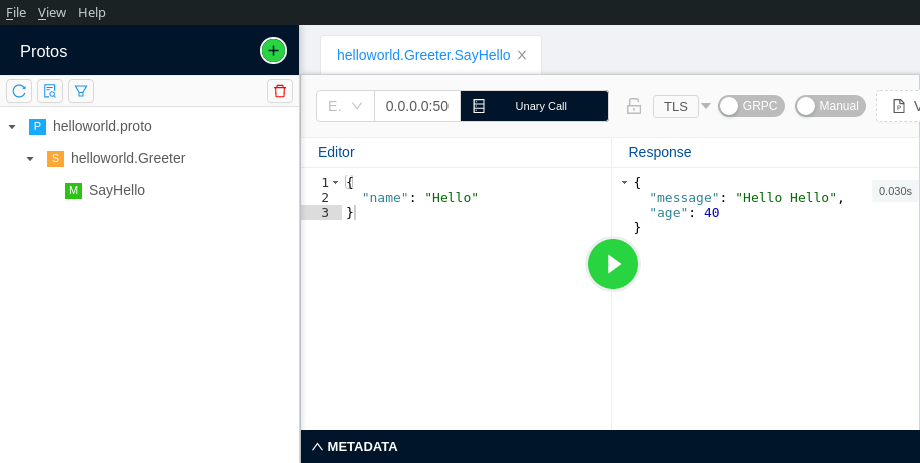 File View Help
Protos
helloworld.Greeter.SayHello
E. 0.0.0.0:50 Unary Call TLS GRPC Manual
P helloworld.proto
S helloworld.Greeter
M SayHello
Editor
1 {
2 "name": "Hello"
3 }
Response
{
"message": "Hello Hello",
"age": 40
}
0.030s
METADATA